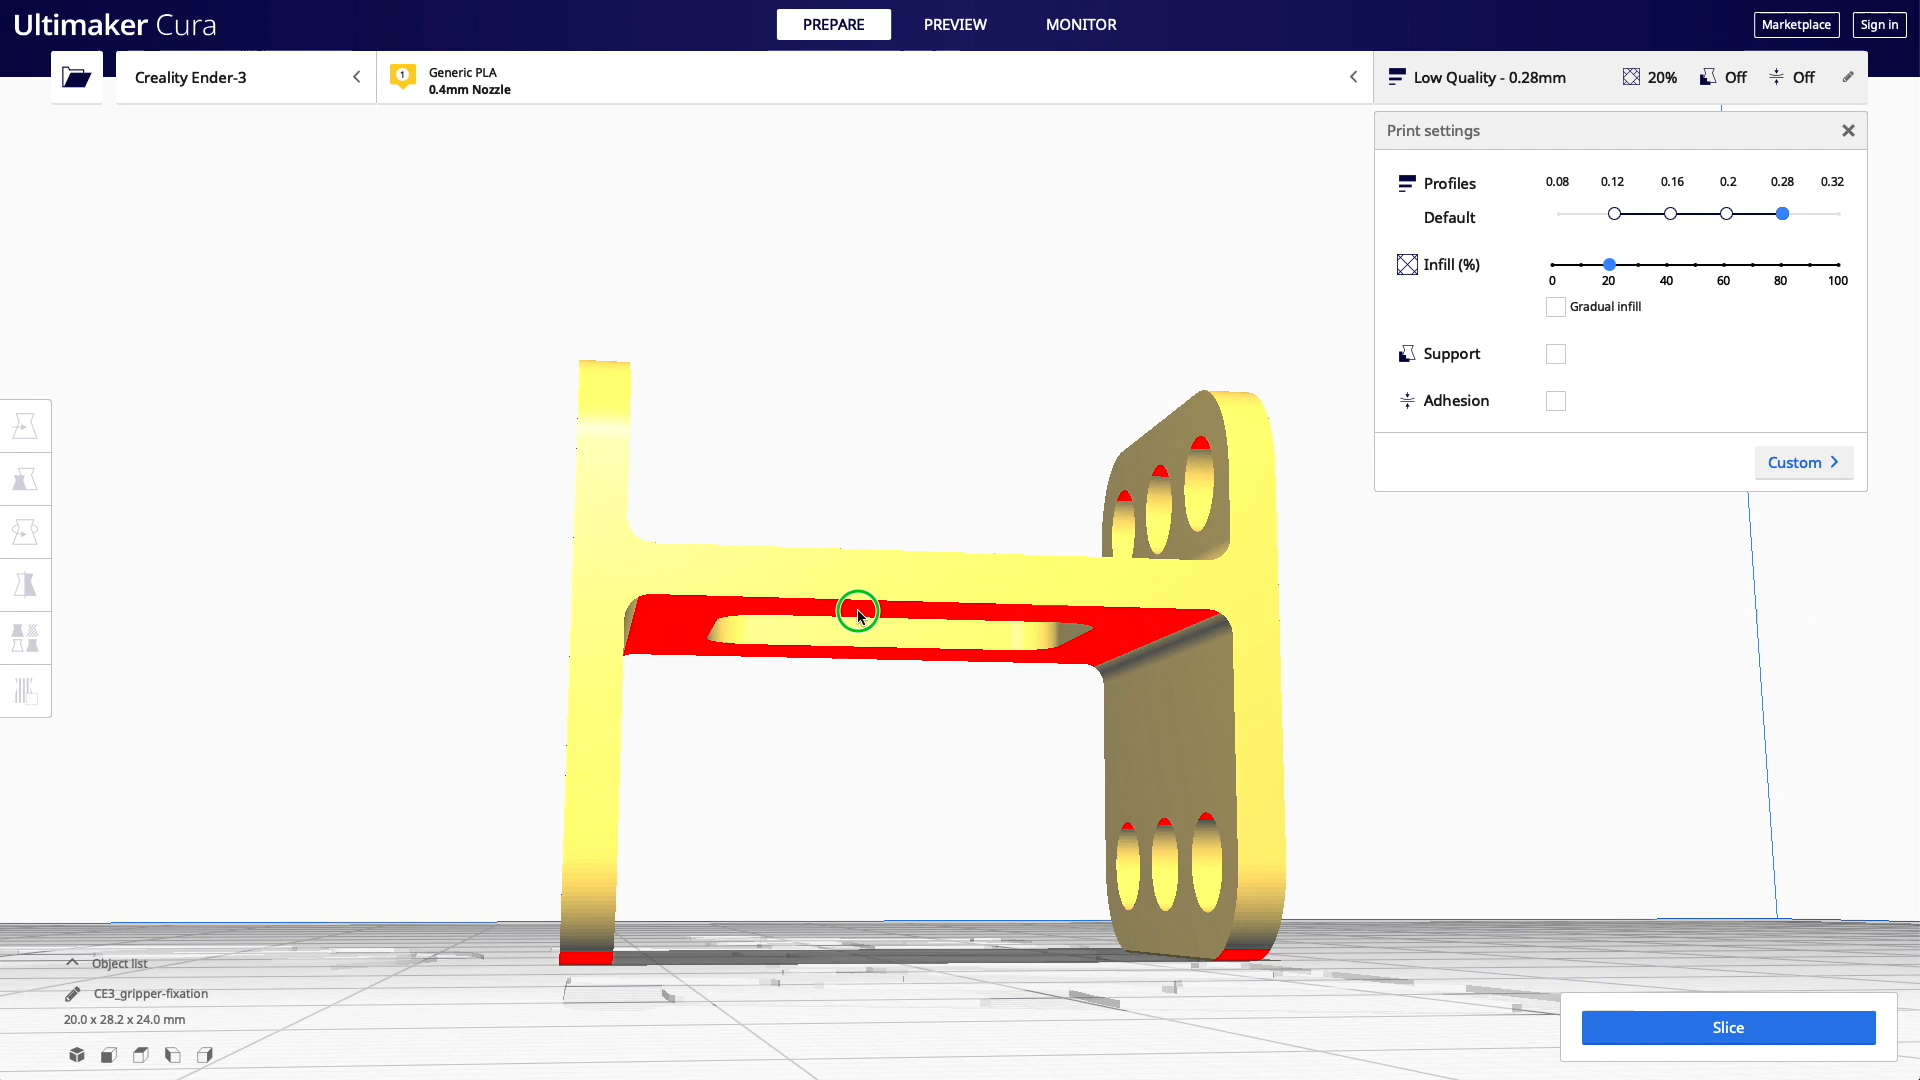 Ultimaker Cura
PREPARE
PREVIEW
MONITOR
Marketplace
Sign in
Creality Ender-3
1
Generic PLA
0.4mm Nozzle
Low Quality - 0.28mm
20%
Off
Off
Print settings
Profiles
0.08 0.12 0.16 0.2 0.28 0.32
Default
Infill (%)
0 20 40 60 80 100
Gradual infill
Support
Adhesion
Custom
Object list
CE3_gripper-fixation
20.0 x 28.2 x 24.0 mm
Slice